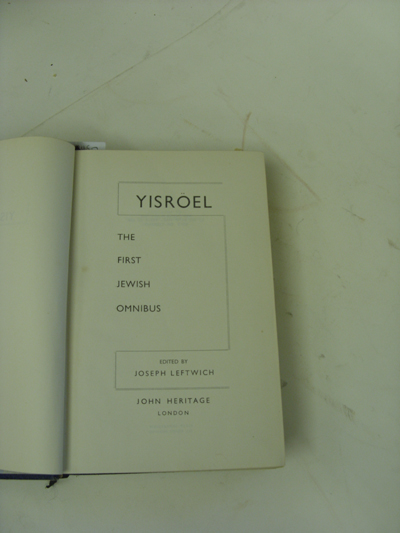 YISRÖEL
THE
FIRST
JEWISH
OMNIBUS
EDITED BY
JOSEPH LEFTWICH
JOHN HERITAGE
LONDON